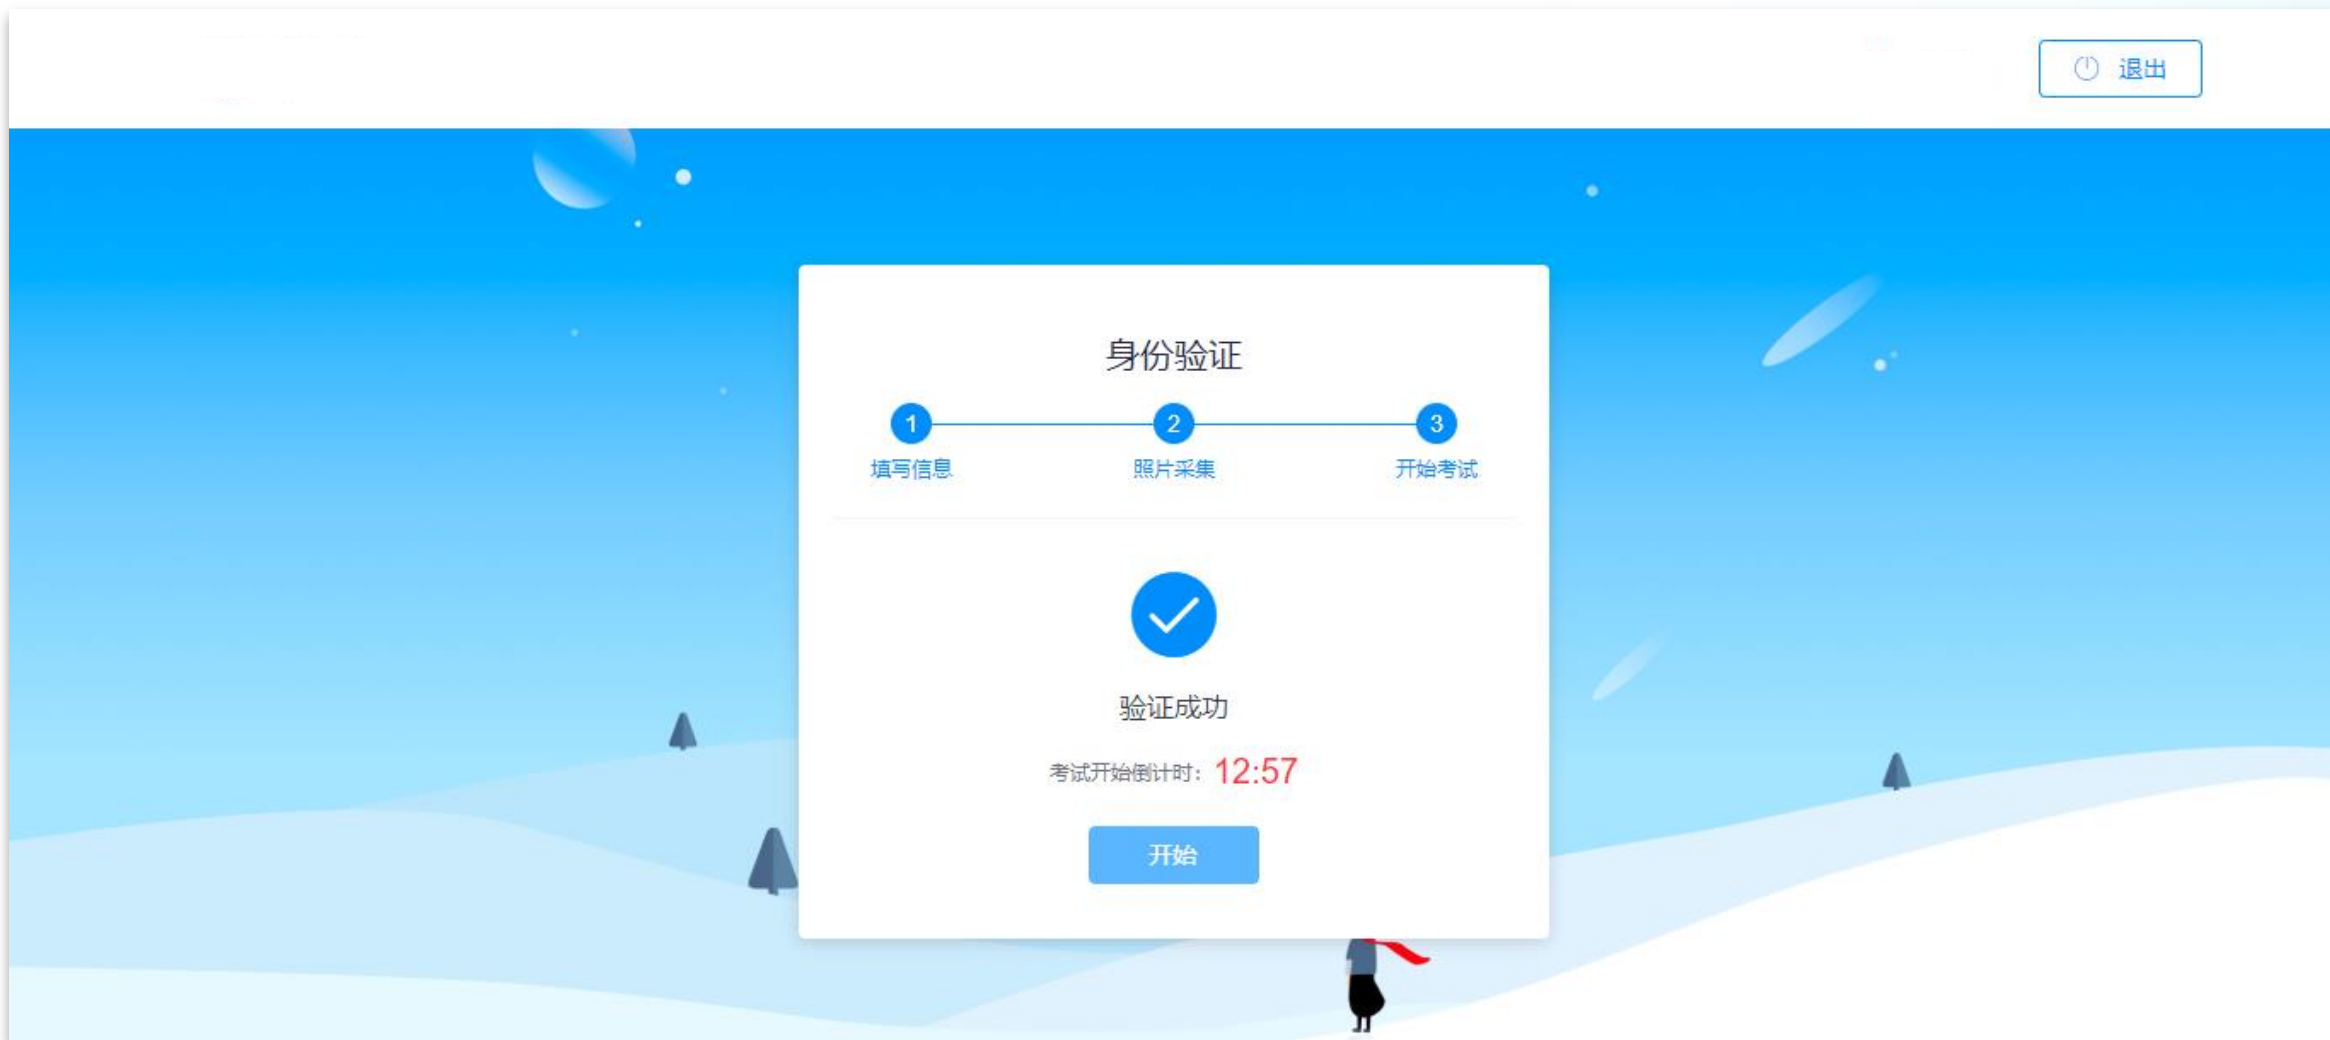 退出
身份验证
1 2 3
填写信息 照片采集 开始考试
验证成功
考试开始倒计时：12:57
开始